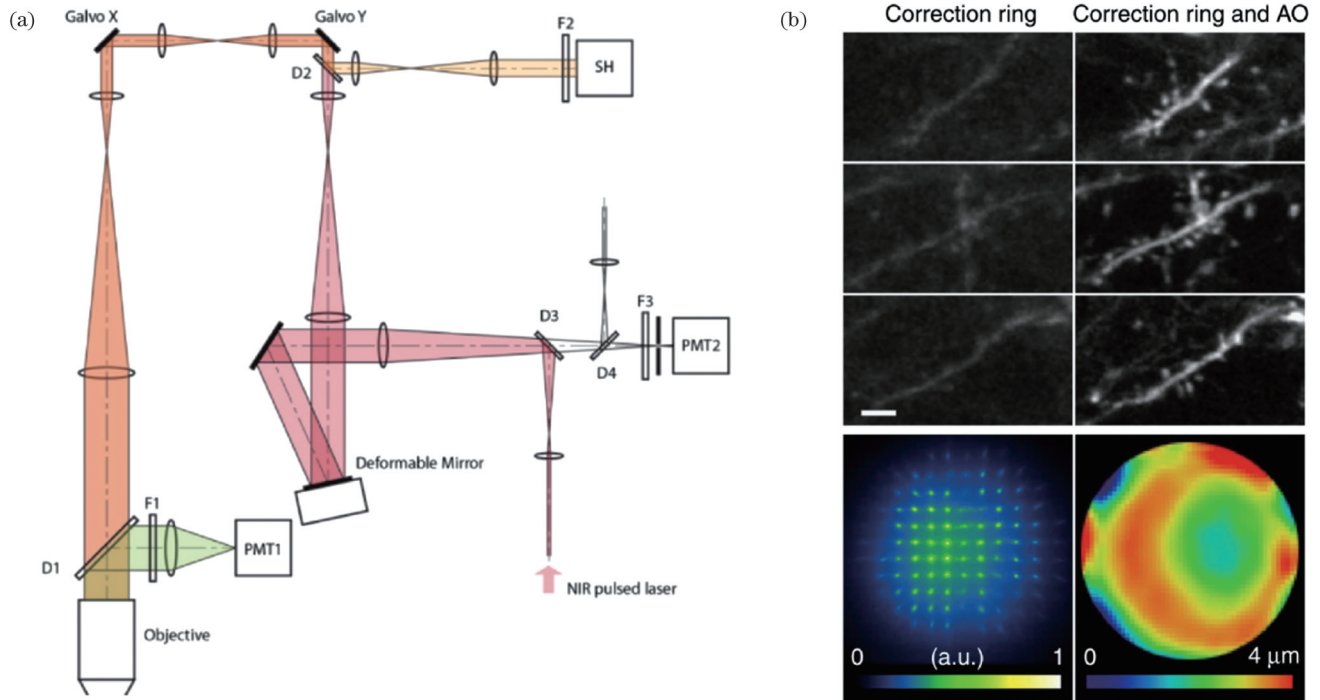 (a)
Galvo X
Galvo Y
D2
F2
SH
D3
D4
F3
PMT2
Deformable Mirror
F1
D1
PMT1
NIR pulsed laser
Objective
(b)
Correction ring
Correction ring and AO
0 (a.u.) 1
0 4 μm